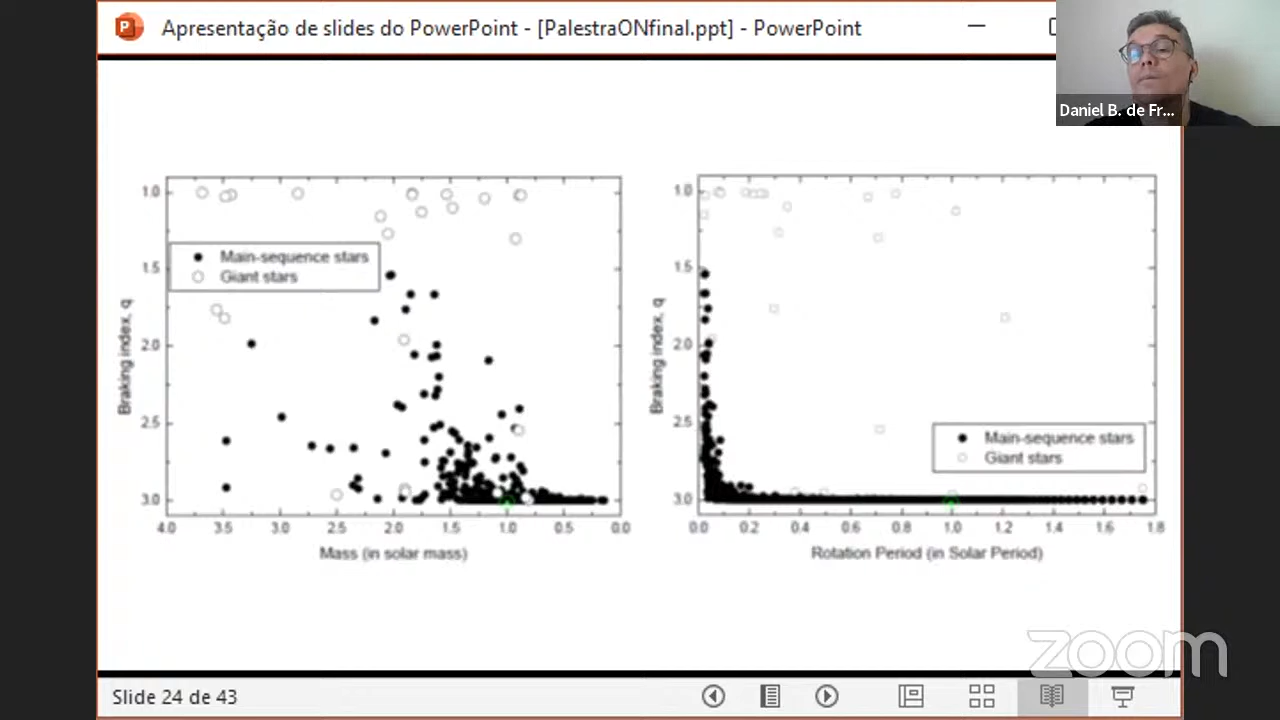 Apresentação de slides do PowerPoint - [PalestraONfinal.ppt] - PowerPoint
Daniel B. de Fr...
1.0
1.5
2.0
2.5
3.0
Braking index, q
Main-sequence stars
Giant stars
4.0 3.5 3.0 2.5 2.0 1.5 1.0 0.5 0.0
Mass (in solar mass)
1.0
1.5
2.0
2.5
3.0
Braking index, q
Main-sequence stars
Giant stars
0.0 0.2 0.4 0.6 0.8 1.0 1.2 1.4 1.6 1.8
Rotation Period (in Solar Period)
zoom
Slide 24 de 43